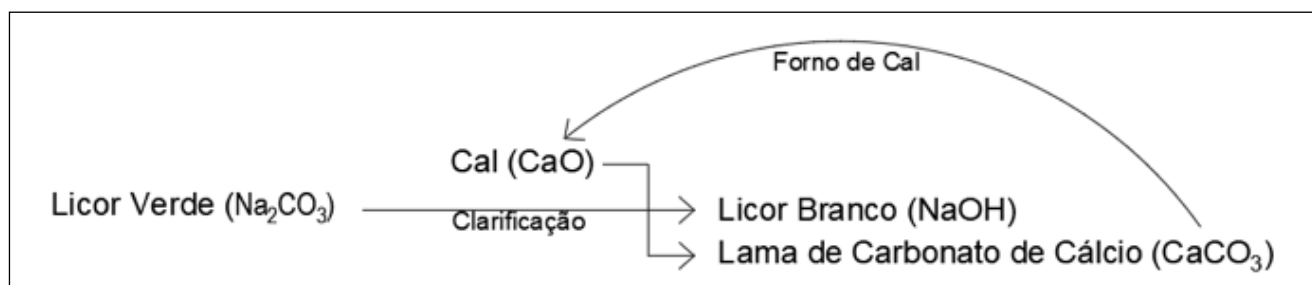 Forno de Cal
Cal (CaO)
Licor Verde (Na₂CO₃)
Clarificação
Licor Branco (NaOH)
Lama de Carbonato de Cálcio (CaCO₃)